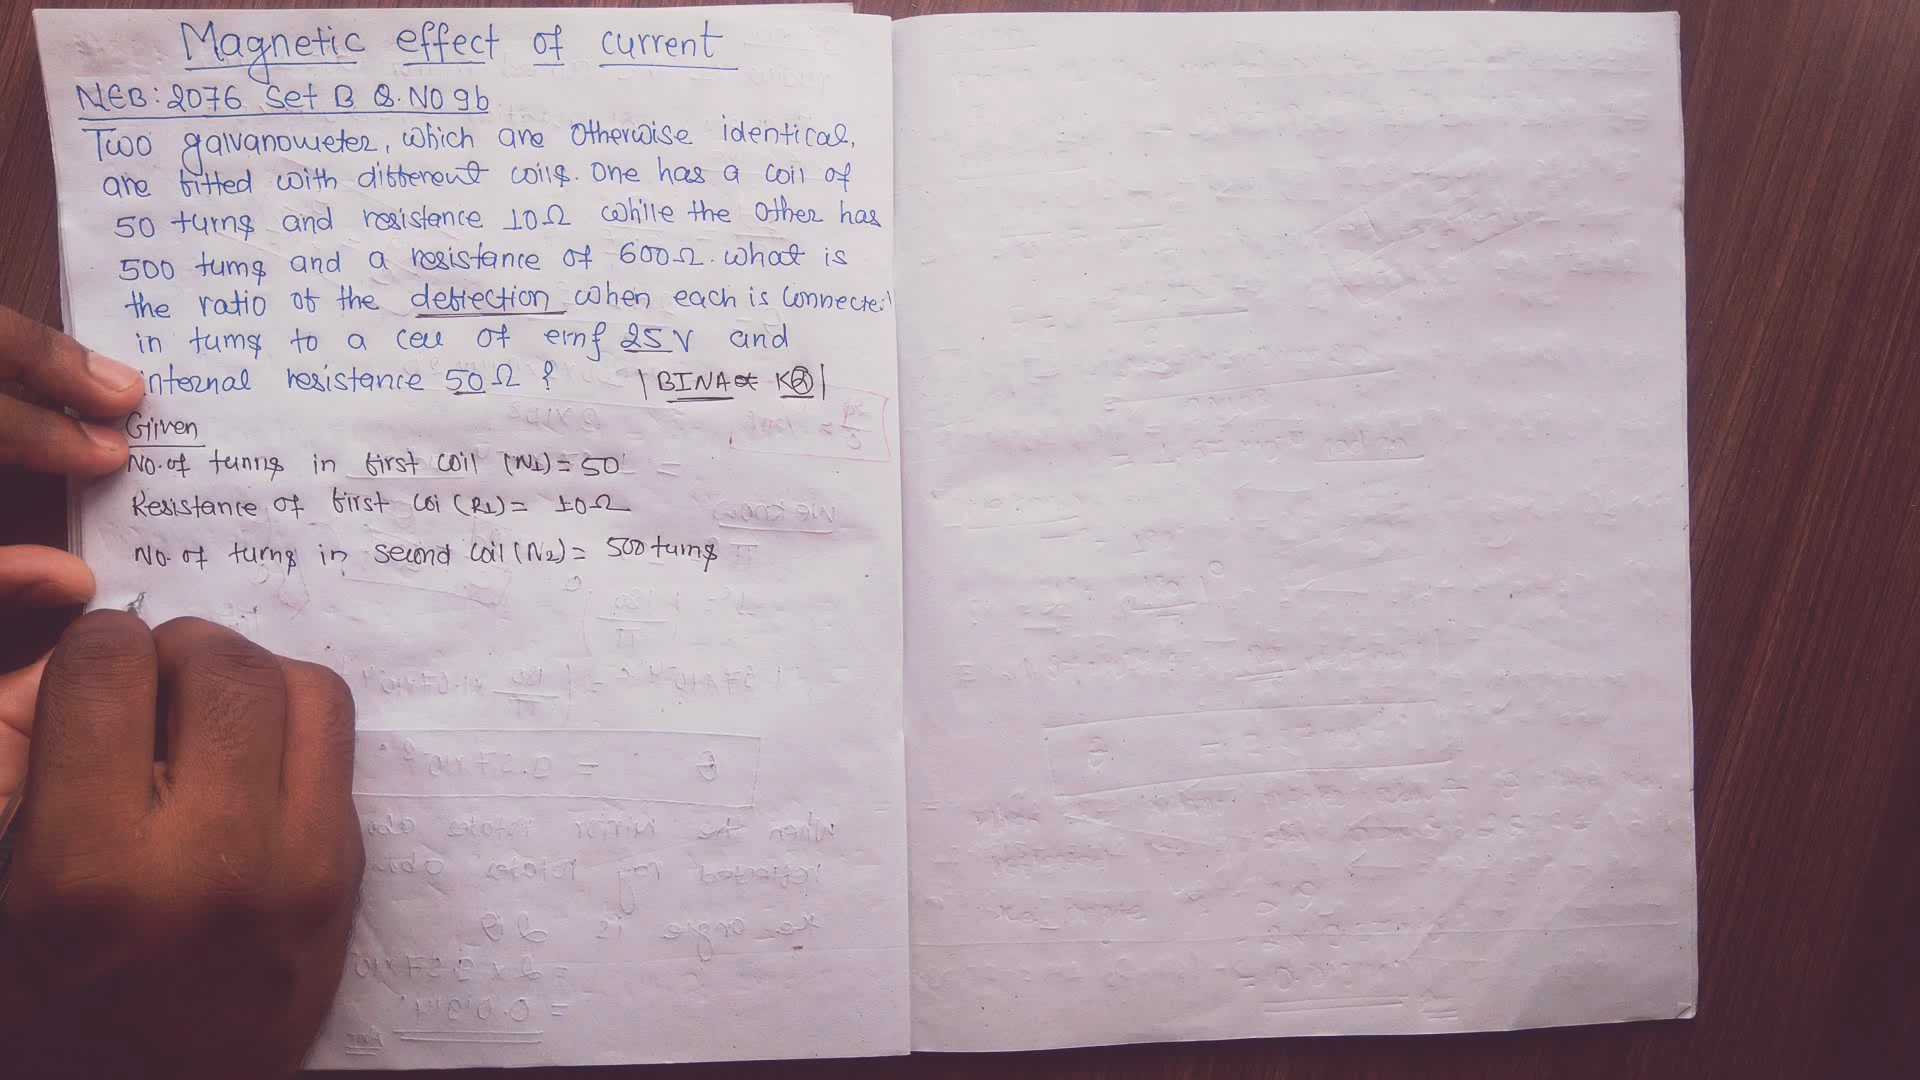 Magnetic effect of current
NEB: 2076 Set B Q.NO 9b
Two galvanometer, which are otherwise identical,
are fitted with different coils. One has a coil of
50 turns and resistance 10Ω while the other has
500 turns and a resistance of 600Ω. what is
the ratio of the deflection when each is connected
in turns to a cell of emf 25 V and
internal resistance 50Ω ?
Given
No. of turns in first coil (N1) = 50
Resistance of first coi (R1) = 10Ω
No. of turns in second coil (N2) = 500 turns